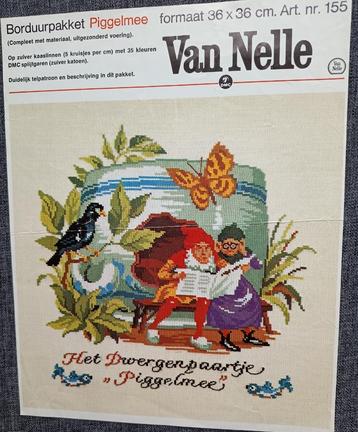 Borduurpakket Piggelmee formaat 36 x 36 cm. Art. nr. 155
(Compleet met materiaal, uitgezonderd voering).
Op zuiver kaaslinnen (5 kruisjes per cm) met 35 kleuren
DMC splijtgaren (zuiver katoen).
Duidelijk telpatroon en beschrijving in dit pakket.
Van Nelle
DMC
Van
Nelle
Het Dwergenpaartje
„Piggelmee”